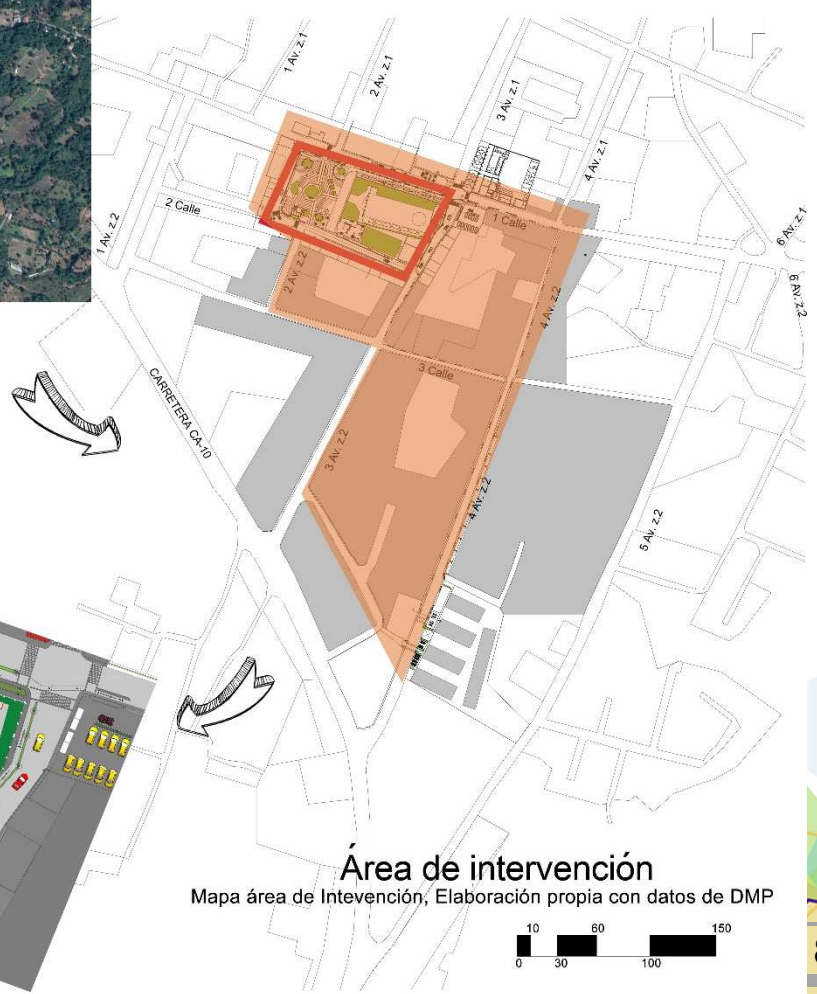 1 Av. z.1
2 Av. z.1
3 Av. z.1
4 Av. z.1
6 Av. z.1
6 Av. z.2
1 Av. z.2
2 Calle
1 Calle
2 Av. z.2
4 Av. z.2
3 Calle
CARRETERA CA-10
3 Av. z.2
4 Av. z.2
5 Av. z.2
Área de intervención
Mapa área de Intevención, Elaboración propia con datos de DMP
10 60 150
0 30 100